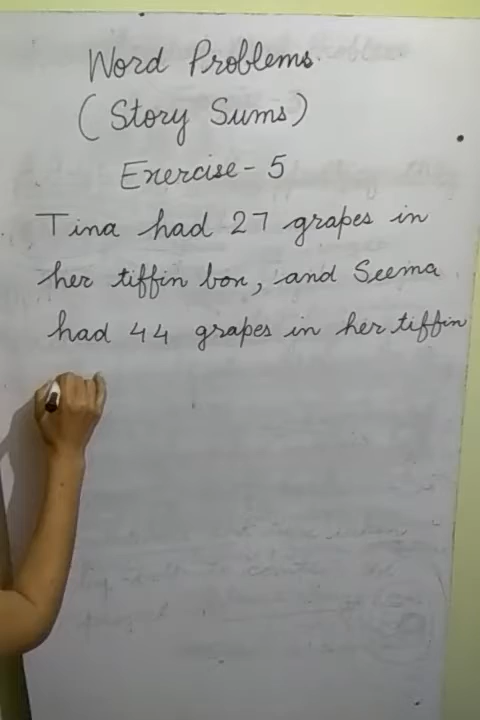 Word Problems.
(Story Sums)
Exercise-5
Tina had 27 grapes in
her tiffin box, and Seema
had 44 grapes in her tiffin